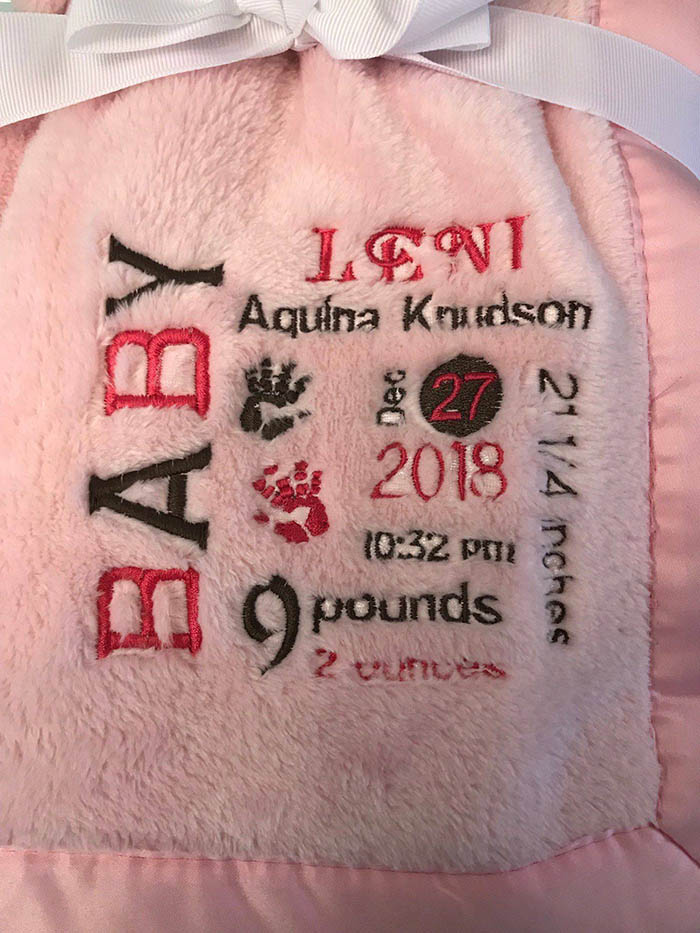 BABY
LENI
Aquina Knudson
Dec 27
2018
10:32 pm
21 1/4 inches
9 pounds
2 ounces